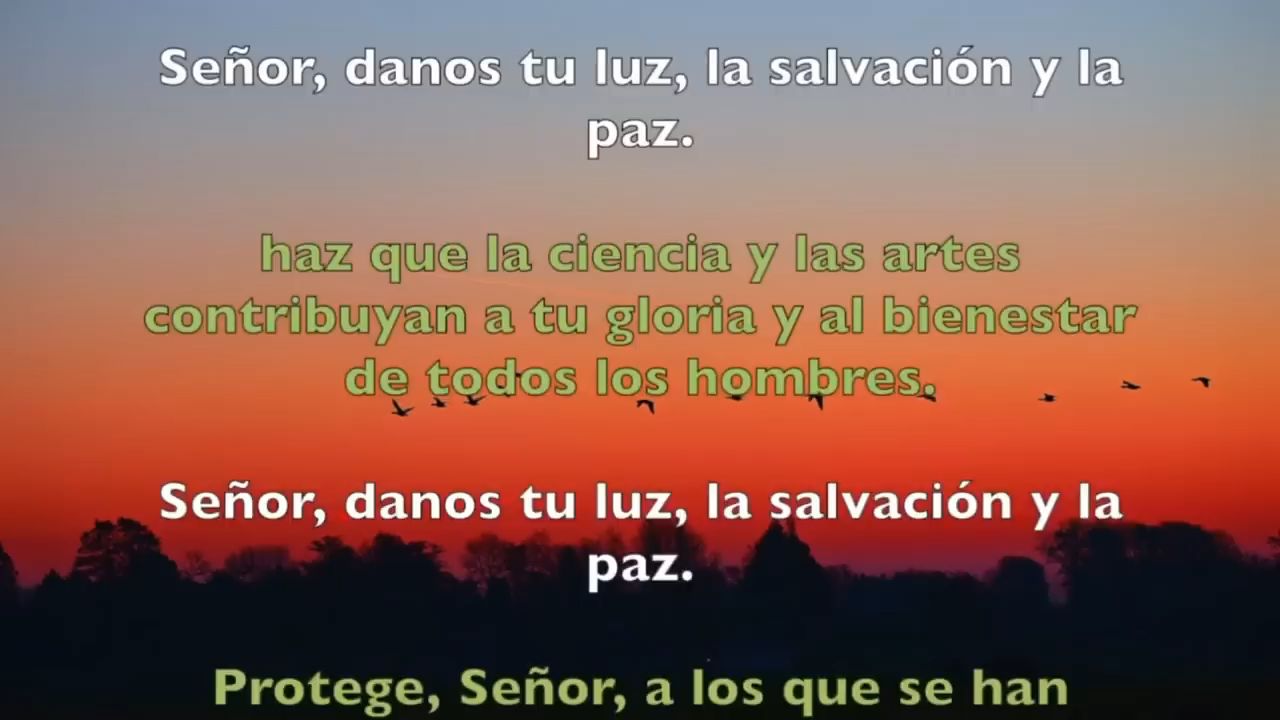 Señor, danos tu luz, la salvación y la
paz.
haz que la ciencia y las artes
contribuyan a tu gloria y al bienestar
de todos los hombres.
Señor, danos tu luz, la salvación y la
paz.
Protege, Señor, a los que se han